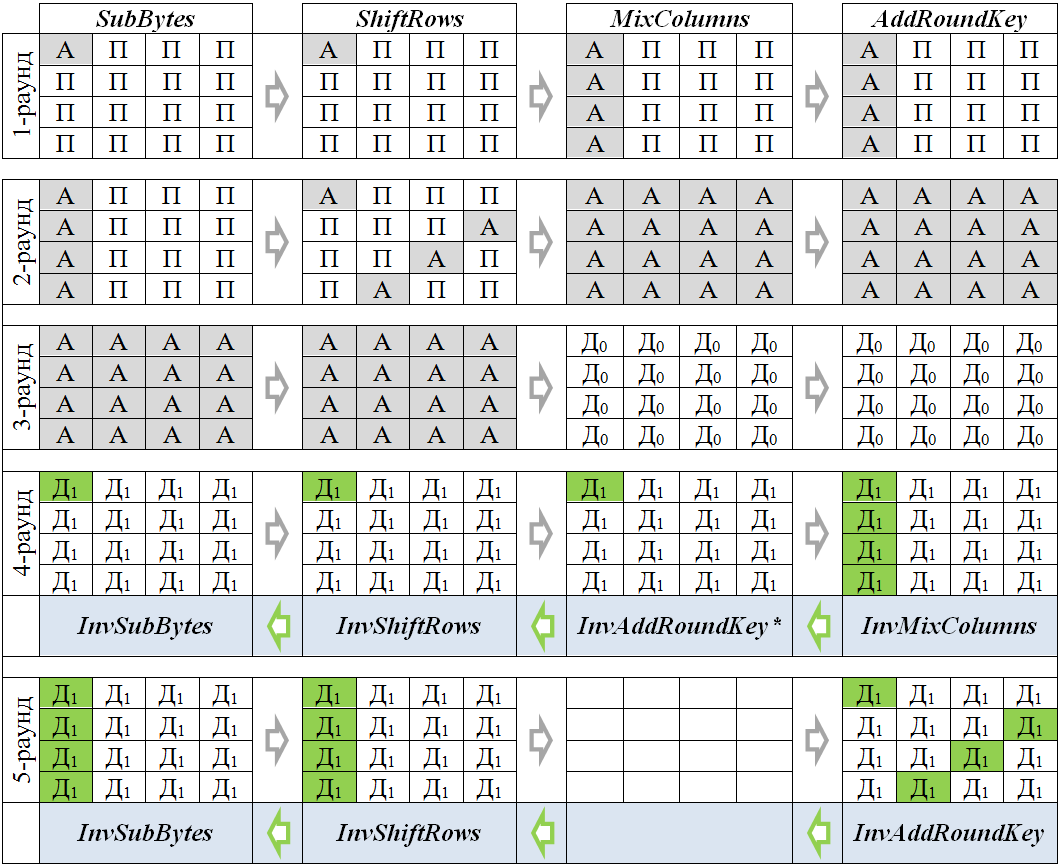 SubBytes ShiftRows MixColumns AddRoundKey
1-раунд
А П П П А П П П А П П П А П П П
П П П П П П П П А П П П А П П П
П П П П П П П П А П П П А П П П
П П П П П П П П А П П П А П П П
2-раунд
А П П П А П П П А А А А А А А А
А П П П П П П А А А А А А А А А
А П П П П П А П А А А А А А А А
А П П П П А П П А А А А А А А А
3-раунд
А А А А А А А А Д0 Д0 Д0 Д0 Д0 Д0 Д0 Д0
А А А А А А А А Д0 Д0 Д0 Д0 Д0 Д0 Д0 Д0
А А А А А А А А Д0 Д0 Д0 Д0 Д0 Д0 Д0 Д0
А А А А А А А А Д0 Д0 Д0 Д0 Д0 Д0 Д0 Д0
4-раунд
Д1 Д1 Д1 Д1 Д1 Д1 Д1 Д1 Д1 Д1 Д1 Д1 Д1 Д1 Д1 Д1
Д1 Д1 Д1 Д1 Д1 Д1 Д1 Д1 Д1 Д1 Д1 Д1 Д1 Д1 Д1 Д1
Д1 Д1 Д1 Д1 Д1 Д1 Д1 Д1 Д1 Д1 Д1 Д1 Д1 Д1 Д1 Д1
Д1 Д1 Д1 Д1 Д1 Д1 Д1 Д1 Д1 Д1 Д1 Д1 Д1 Д1 Д1 Д1
InvSubBytes InvShiftRows InvAddRoundKey * InvMixColumns
5-раунд
Д1 Д1 Д1 Д1 Д1 Д1 Д1 Д1 Д1 Д1 Д1 Д1
Д1 Д1 Д1 Д1 Д1 Д1 Д1 Д1 Д1 Д1 Д1 Д1
Д1 Д1 Д1 Д1 Д1 Д1 Д1 Д1 Д1 Д1 Д1 Д1
Д1 Д1 Д1 Д1 Д1 Д1 Д1 Д1 Д1 Д1 Д1 Д1
InvSubBytes InvShiftRows InvAddRoundKey